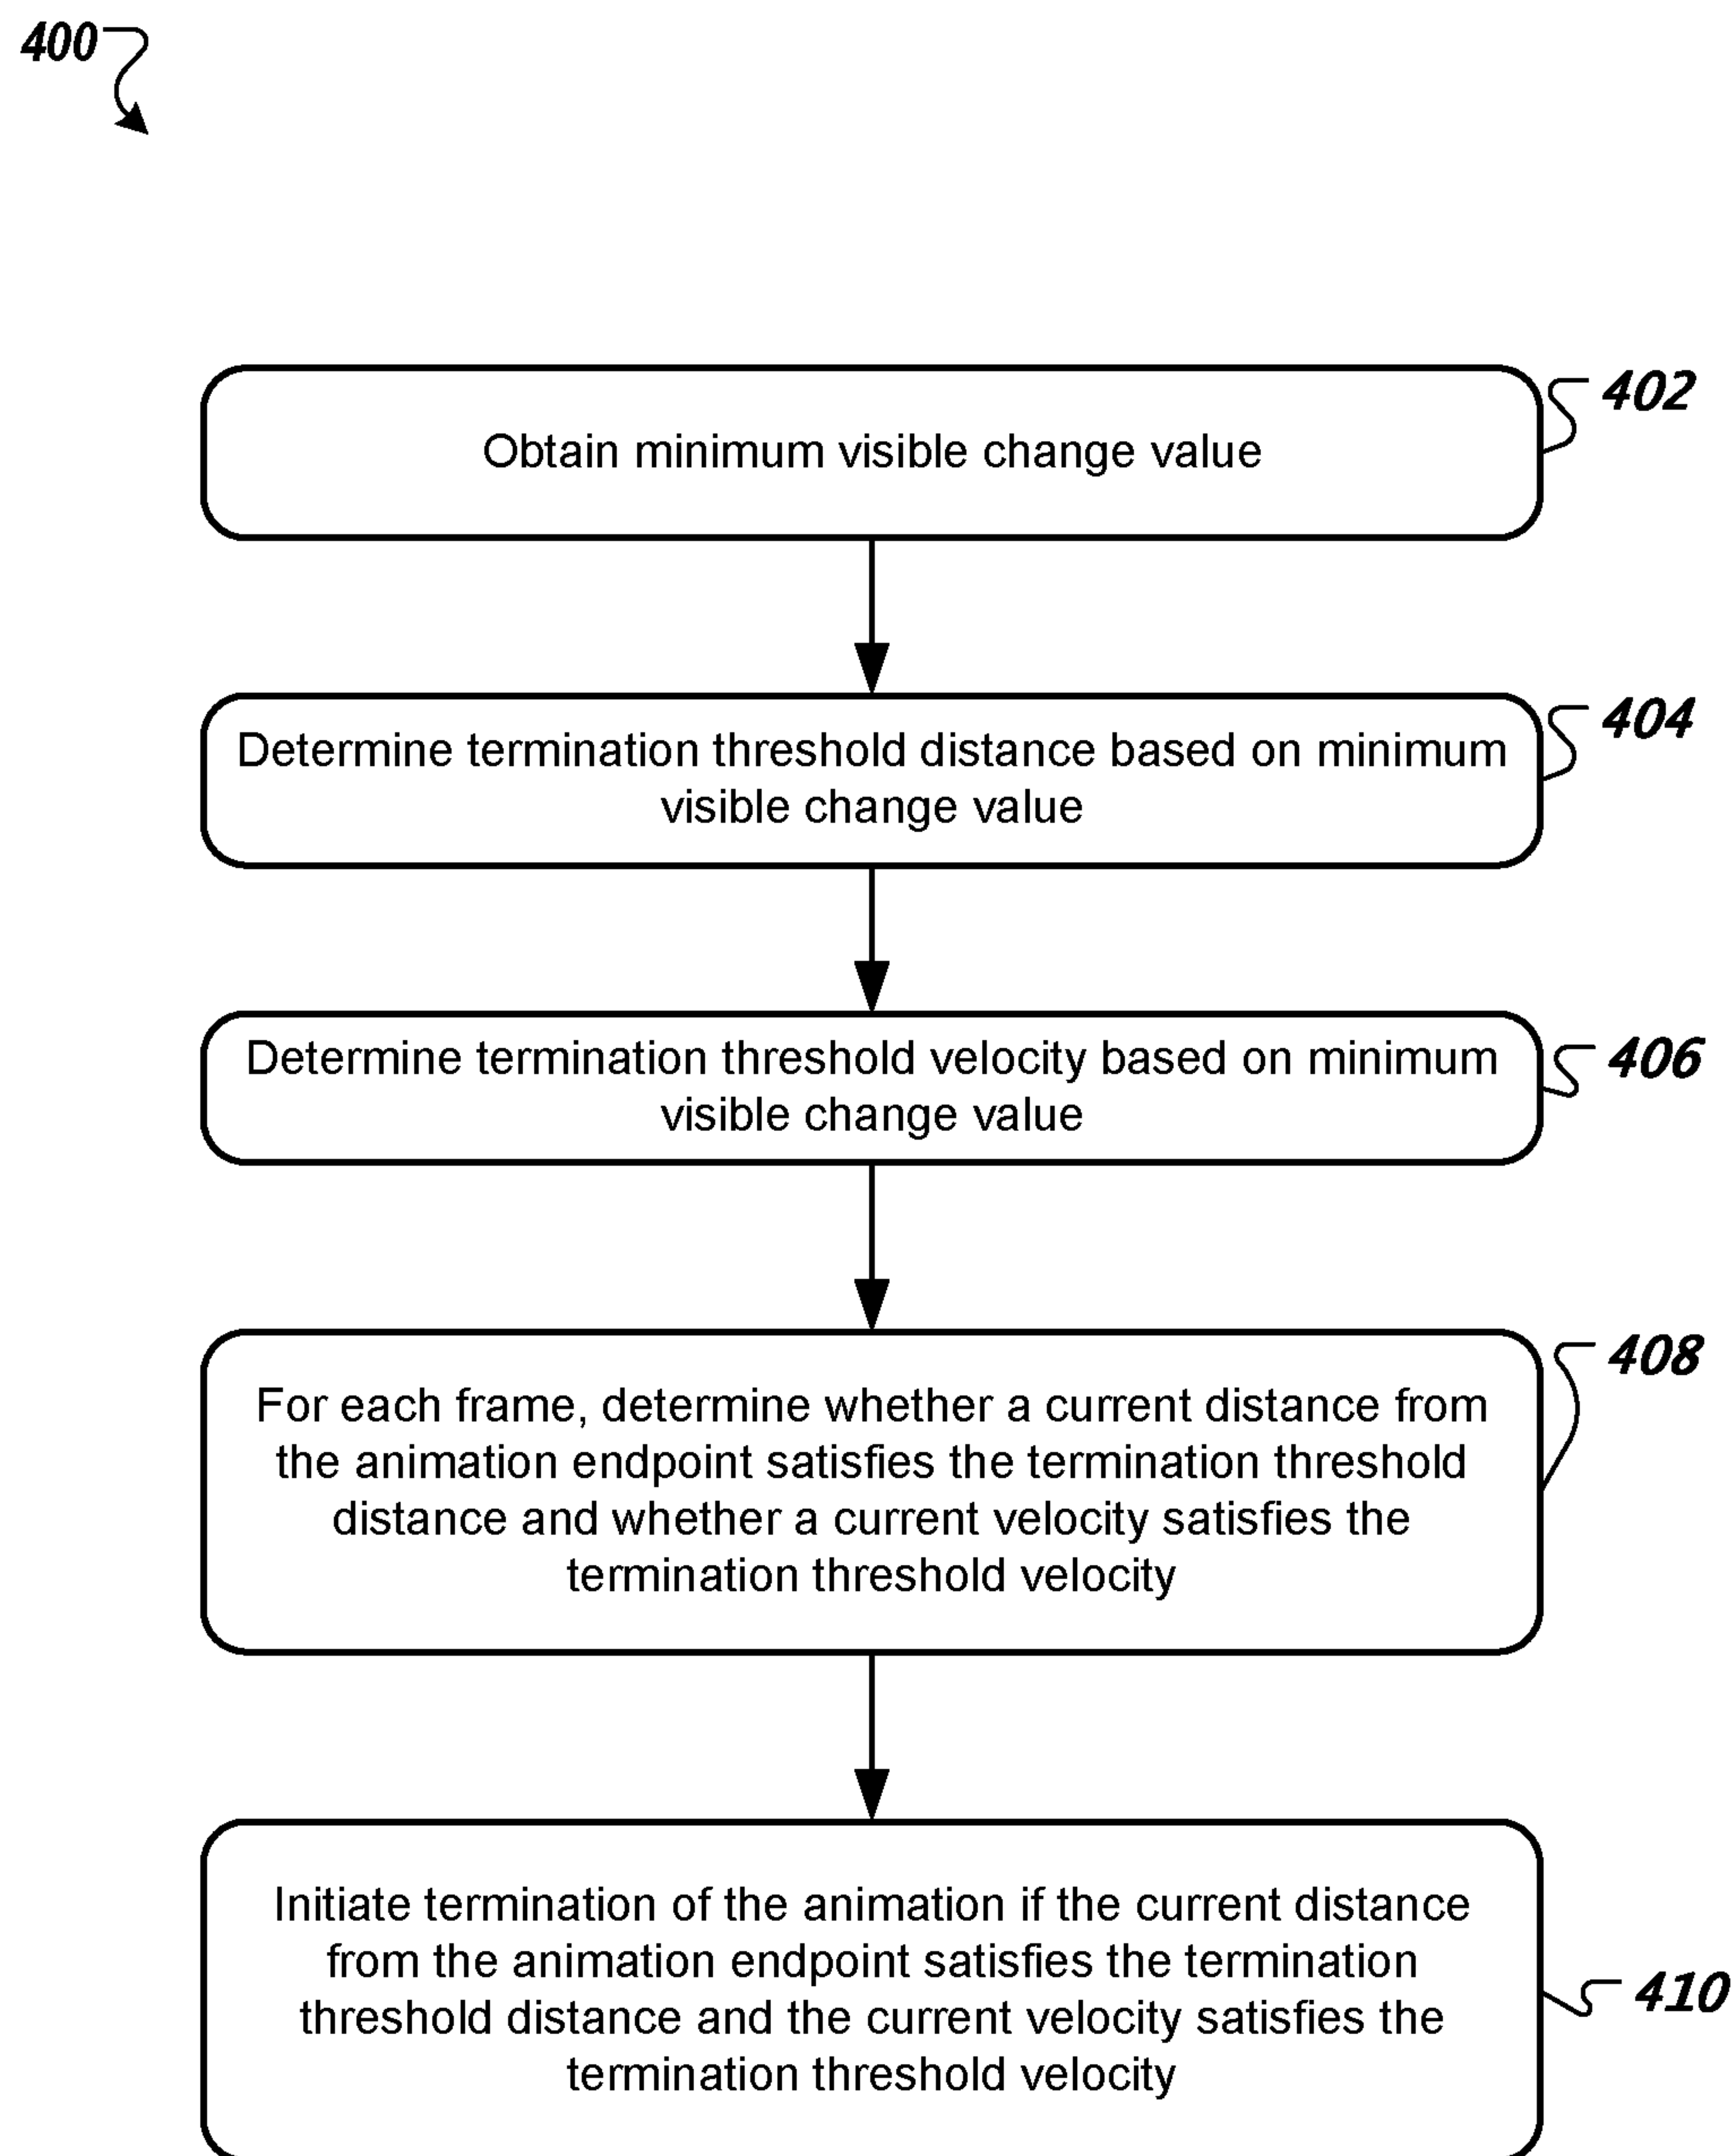 400
402
Obtain minimum visible change value
404
Determine termination threshold distance based on minimum
visible change value
406
Determine termination threshold velocity based on minimum
visible change value
408
For each frame, determine whether a current distance from
the animation endpoint satisfies the termination threshold
distance and whether a current velocity satisfies the
termination threshold velocity
410
Initiate termination of the animation if the current distance
from the animation endpoint satisfies the termination
threshold distance and the current velocity satisfies the
termination threshold velocity